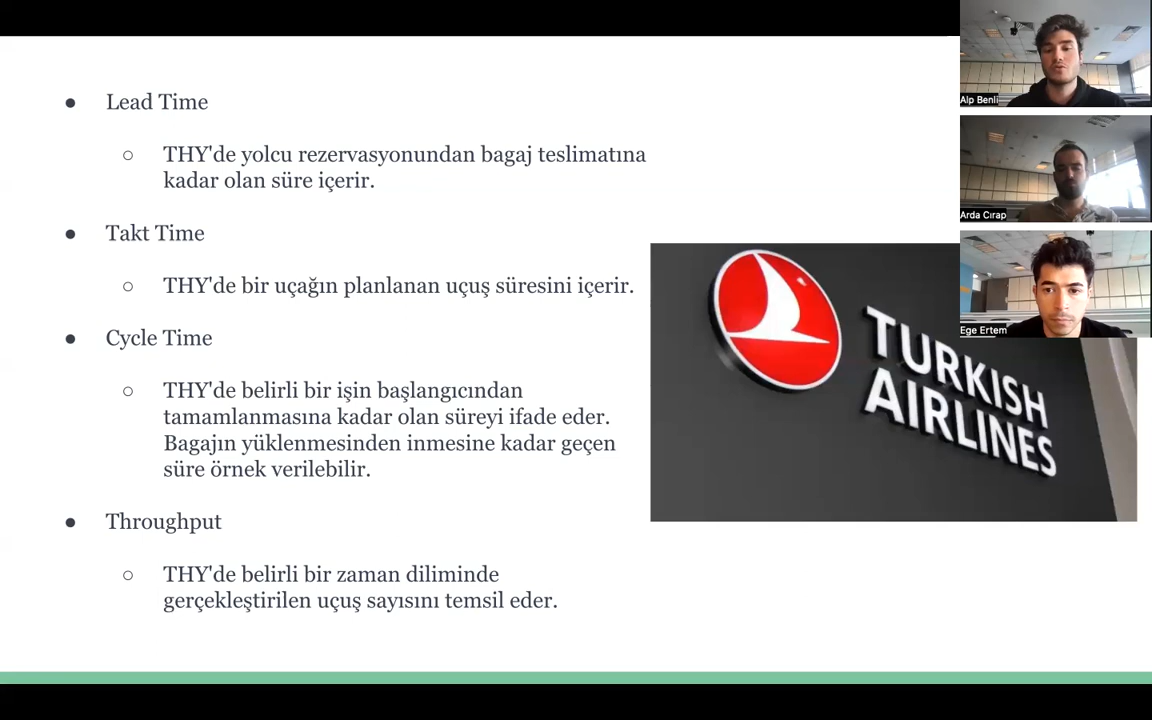 Lead Time
THY'de yolcu rezervasyonundan bagaj teslimatına
kadar olan süre içerir.
Takt Time
THY'de bir uçağın planlanan uçuş süresini içerir.
Cycle Time
THY'de belirli bir işin başlangıcından
tamamlanmasına kadar olan süreyi ifade eder.
Bagajın yüklenmesinden inmesine kadar geçen
süre örnek verilebilir.
Throughput
THY'de belirli bir zaman diliminde
gerçekleştirilen uçuş sayısını temsil eder.
TURKISH
AIRLINES
Alp Benli
Arda Cırap
Ege Ertem